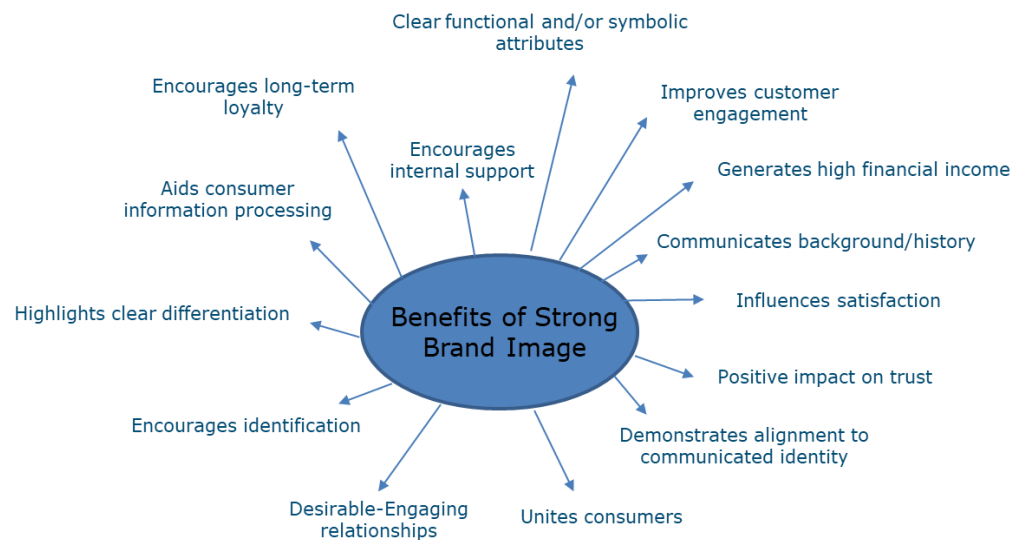 Clear functional and/or symbolic
attributes
Encourages long-term
loyalty
Improves customer
engagement
Encourages
internal support
Generates high financial income
Aids consumer
information processing
Communicates background/history
Influences satisfaction
Highlights clear differentiation
Benefits of Strong
Brand Image
Positive impact on trust
Encourages identification
Demonstrates alignment to
communicated identity
Desirable-Engaging
relationships
Unites consumers